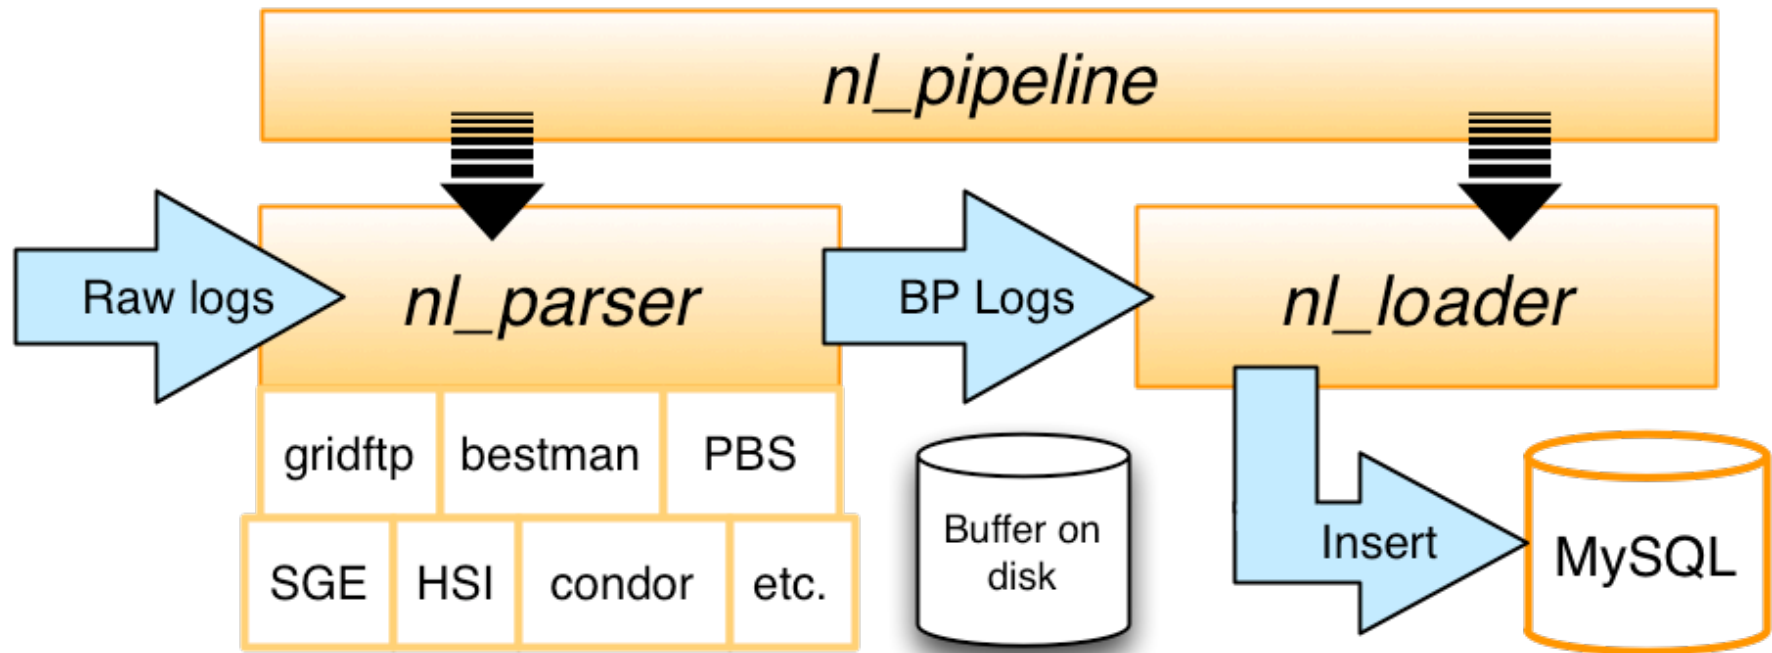 nl_pipeline
Raw logs
nl_parser
BP Logs
nl_loader
gridftp
bestman
PBS
SGE
HSI
condor
etc.
Buffer on
disk
Insert
MySQL